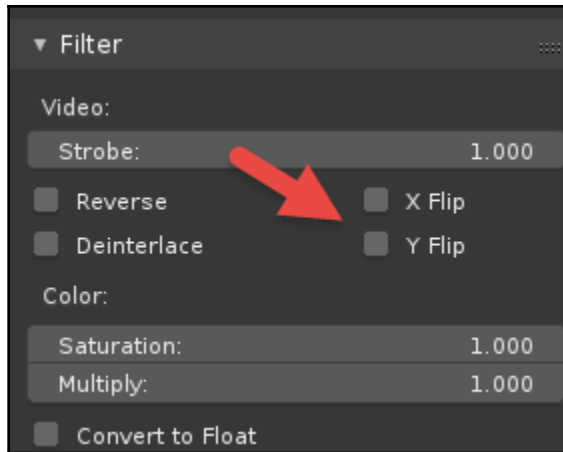 Filter
Video:
Strobe: 1.000
Reverse X Flip
Deinterlace Y Flip
Color:
Saturation: 1.000
Multiply: 1.000
Convert to Float